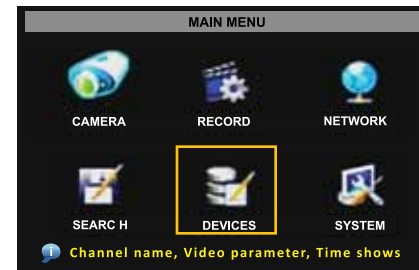 MAIN MENU
CAMERA RECORD NETWORK
SEARC H DEVICES SYSTEM
Channel name, Video parameter, Time shows